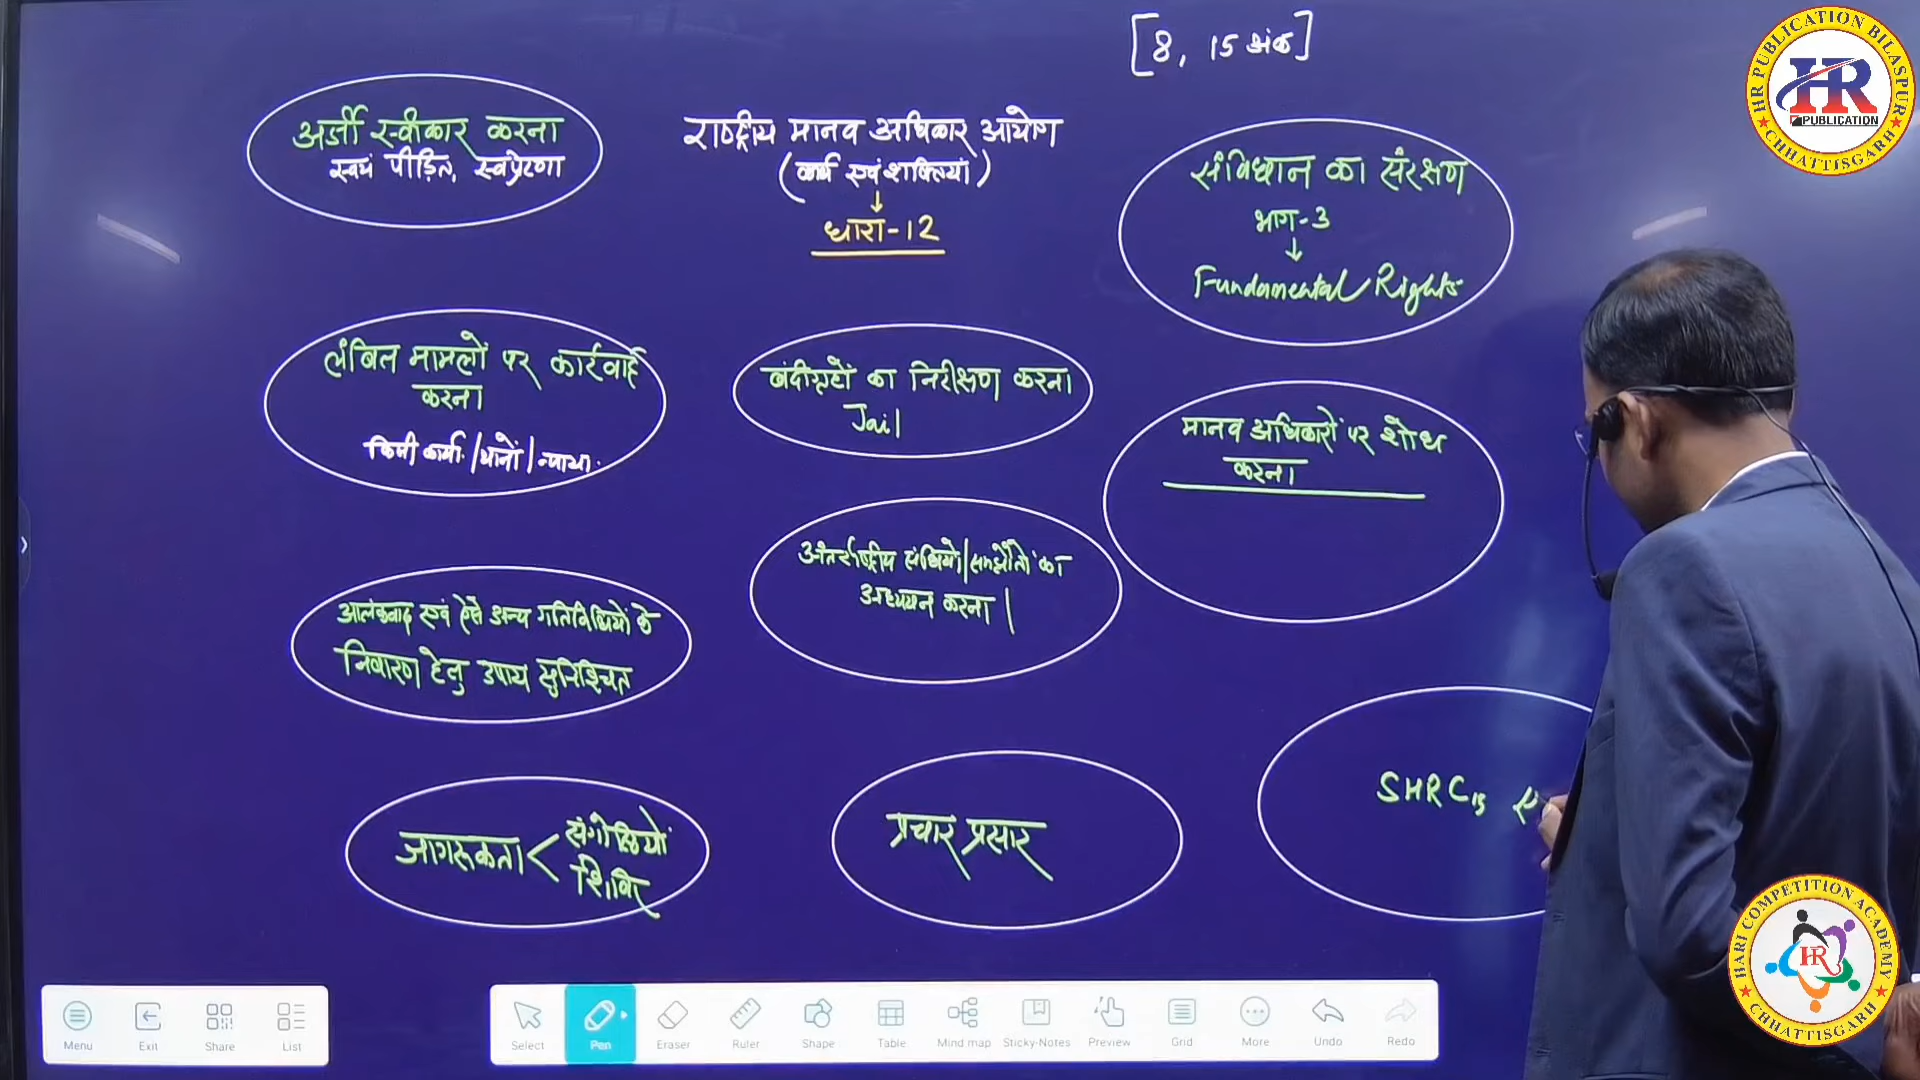 [8, 15 अंक]
राष्ट्रीय मानव अधिकार आयोग
(कार्य एवं शक्तियां)
↓
धारा-12
अर्जी स्वीकार करना
स्वयं पीड़ित, स्वप्रेरणा
संविधान का संरक्षण
भाग-3
↓
Fundamental Rights
लंबित मामलों पर कार्रवाई
करना।
किसी कार्या. / थानों / न्याया.
बंदीगृहों का निरीक्षण करना।
Jail
मानव अधिकारों पर शोध
करना।
अंतर्राष्ट्रीय संधियों/समझौतों का
अध्ययन करना|
आतंकवाद एवं ऐसे अन्य गतिविधियों के
निवारण हेतु उपाय सुनिश्चित
जागरूकता < संगोष्ठियों
शिविर
प्रचार प्रसार
SHRC
HR PUBLICATION BILASPUR
HR
PUBLICATION
CHHATTISGARH
HARI COMPETITION ACADEMY
HR
CHHATTISGARH
Menu Exit Share List
Select Pen Eraser Ruler Shape Table Mind map Sticky-Notes Preview Grid More Undo Redo